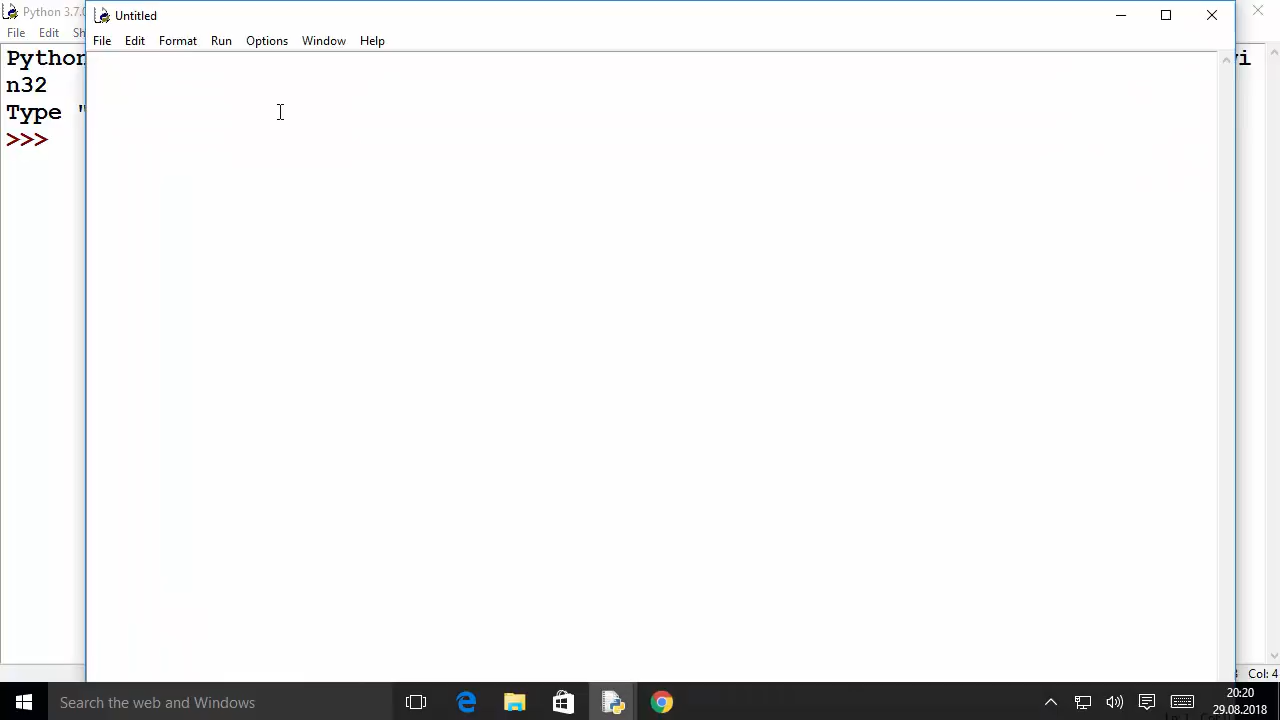 Python 3.7.0
Untitled
File Edit Sh
File Edit Format Run Options Window Help
Python
n32
Type "
>>>
Col: 4
Search the web and Windows
20:20
29.08.2018